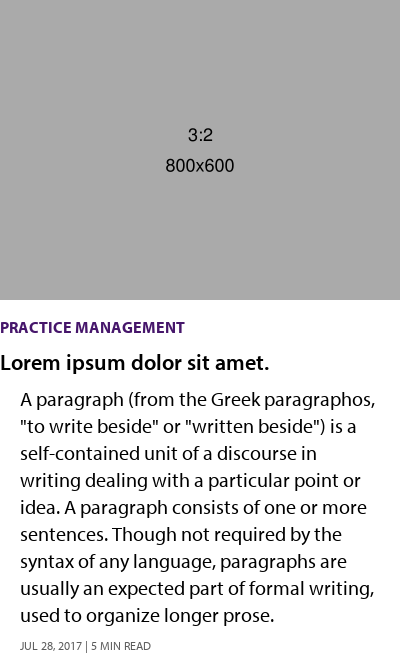 3:2
800x600
PRACTICE MANAGEMENT
Lorem ipsum dolor sit amet.
A paragraph (from the Greek paragraphos,
"to write beside" or "written beside") is a
self-contained unit of a discourse in
writing dealing with a particular point or
idea. A paragraph consists of one or more
sentences. Though not required by the
syntax of any language, paragraphs are
usually an expected part of formal writing,
used to organize longer prose.
JUL 28, 2017 | 5 MIN READ